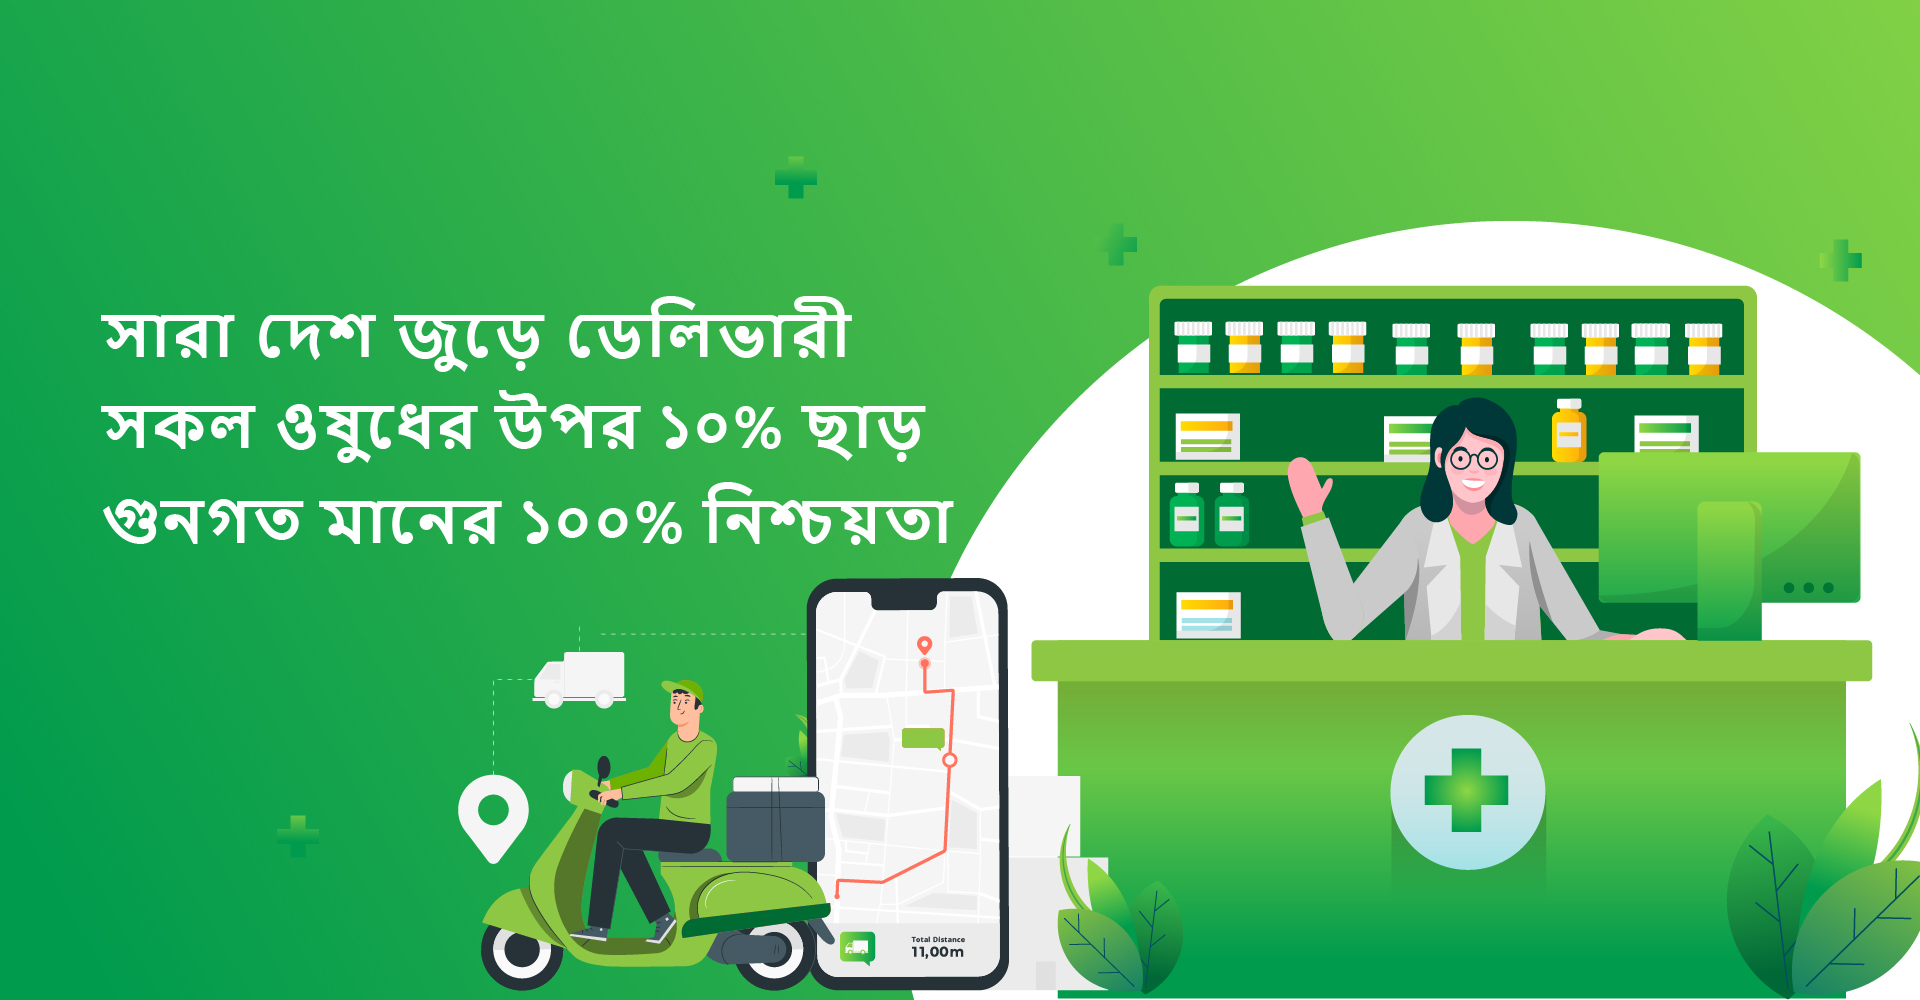 সারা দেশ জুড়ে ডেলিভারী
সকল ওষুধের উপর ১০% ছাড়
গুনগত মানের ১০০% নিশ্চয়তা
Total Distance
11,00m